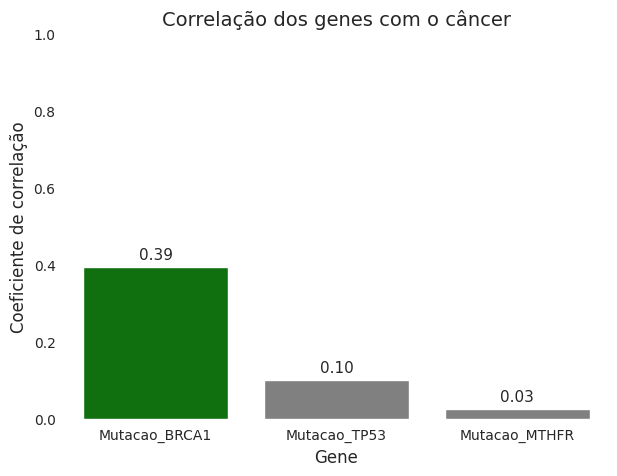 Correlação dos genes com o câncer
Coeficiente de correlação
1.0
0.8
0.6
0.4
0.2
0.0
0.39
0.10
0.03
Mutacao_BRCA1
Mutacao_TP53
Mutacao_MTHFR
Gene